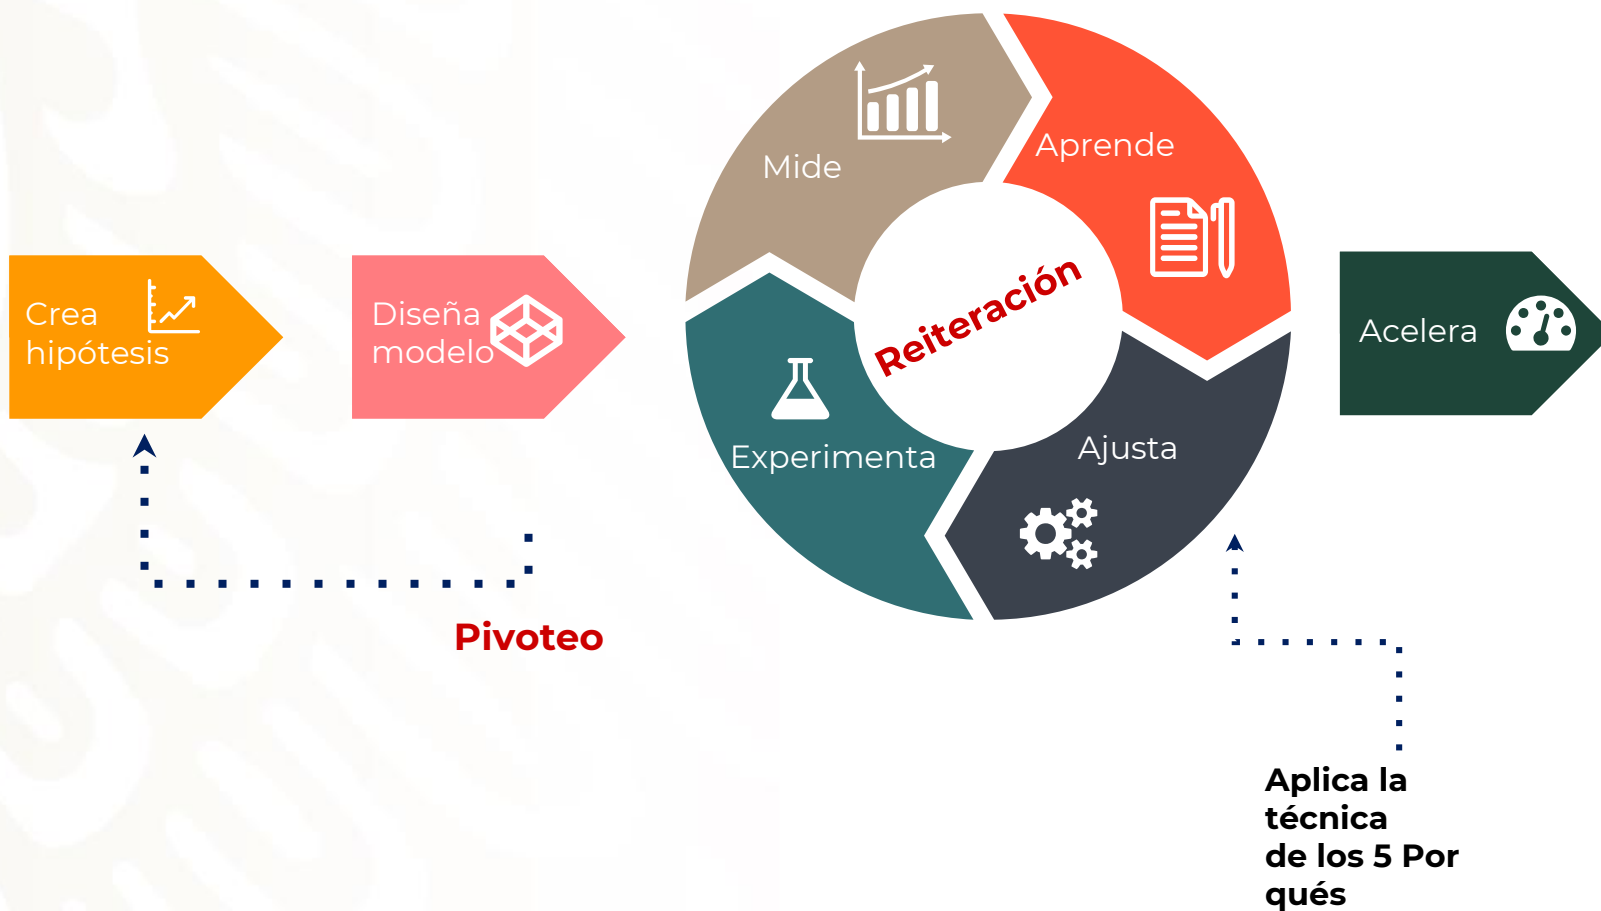 Crea
hipótesis
Diseña
modelo
Mide
Aprende
Reiteración
Experimenta
Ajusta
Acelera
Pivoteo
Aplica la
técnica
de los 5 Por
qués